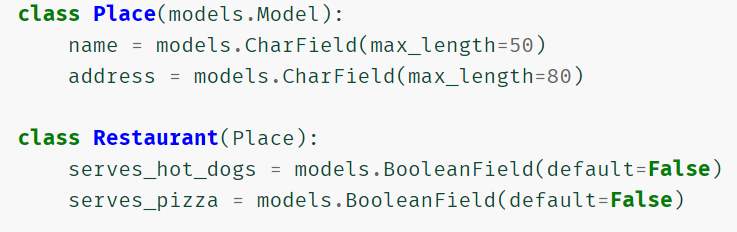 class Place(models.Model):
    name = models.CharField(max_length=50)
    address = models.CharField(max_length=80)

class Restaurant(Place):
    serves_hot_dogs = models.BooleanField(default=False)
    serves_pizza = models.BooleanField(default=False)